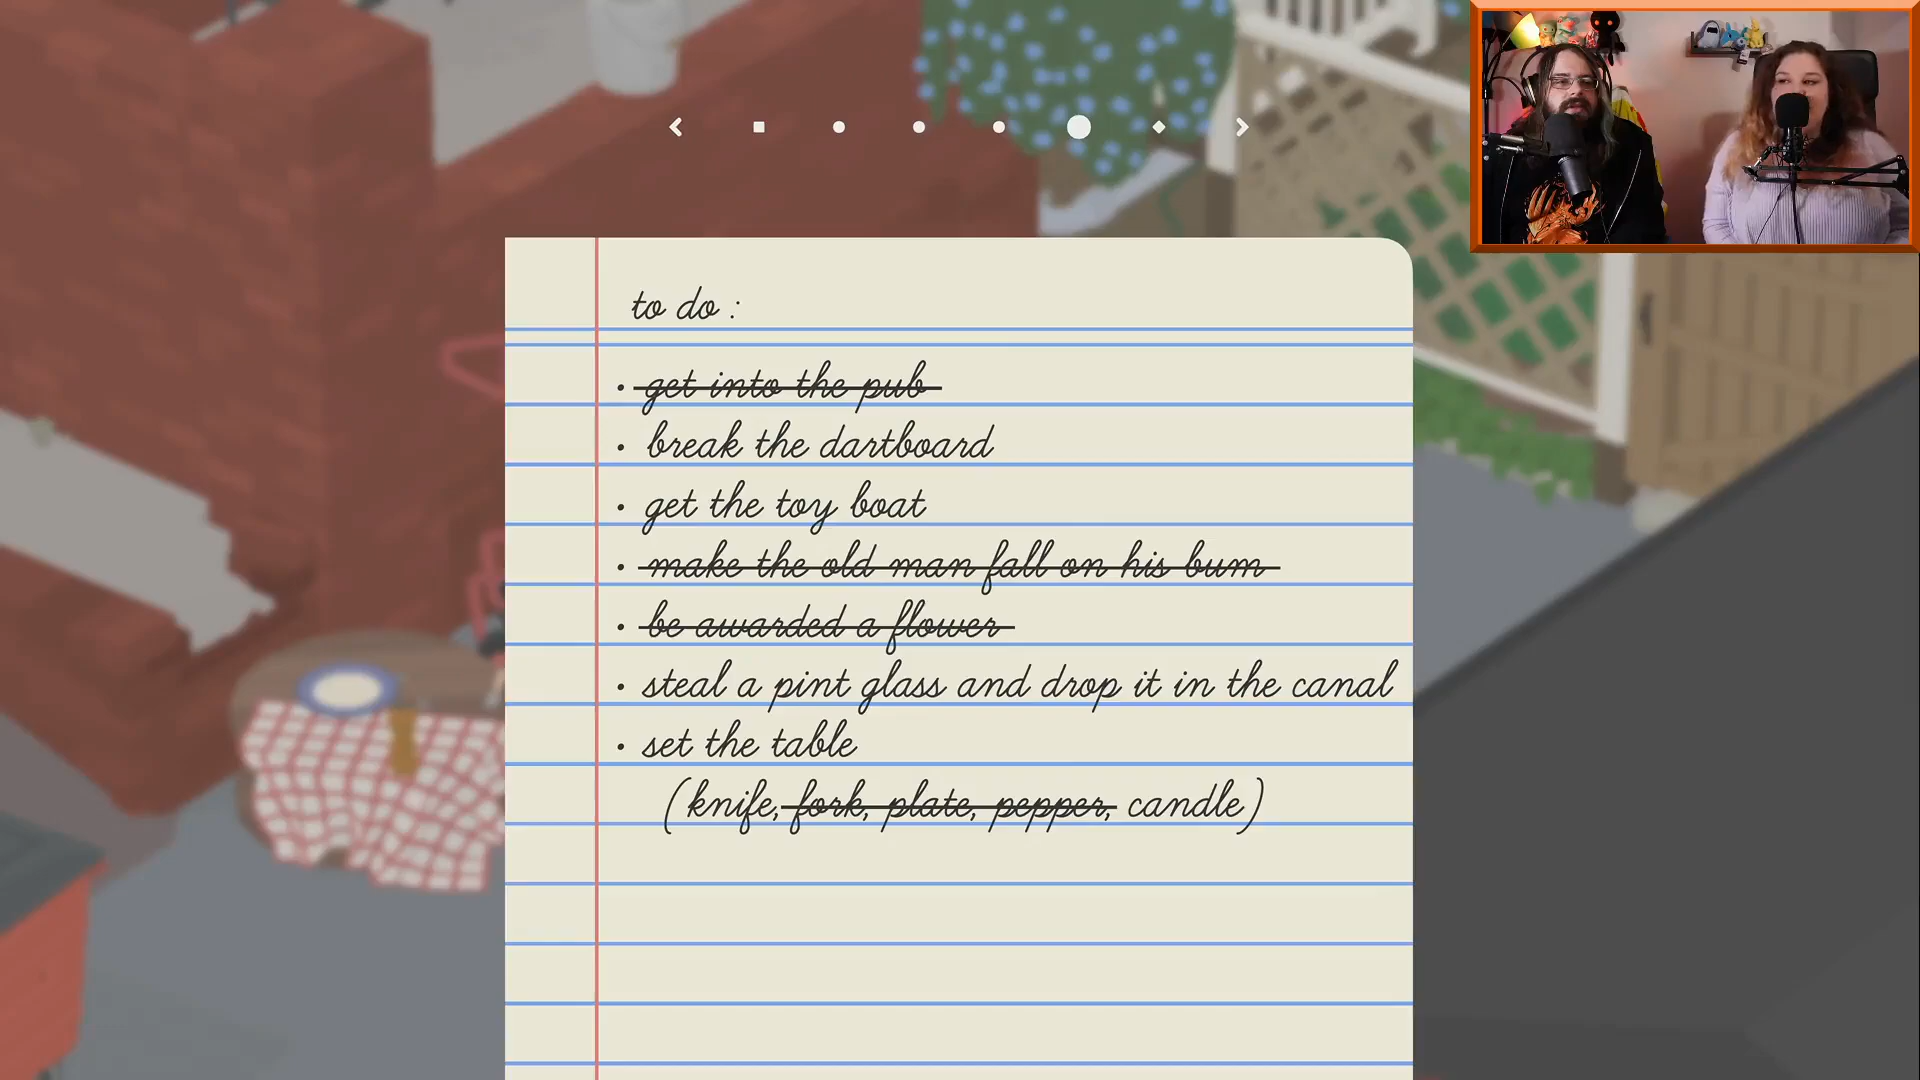 to do :
• get into the pub
• break the dartboard
• get the toy boat
• make the old man fall on his bum
• be awarded a flower
• steal a pint glass and drop it in the canal
• set the table
(knife, fork, plate, pepper, candle)